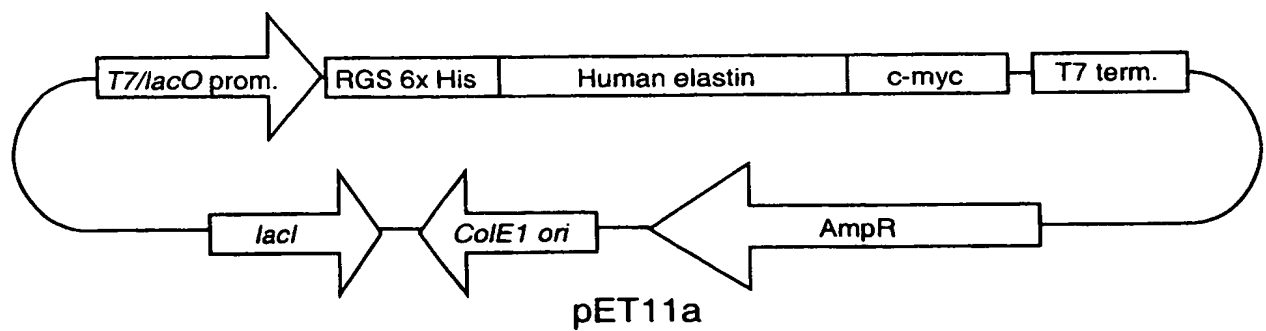 T7/lacO prom.
RGS 6x His
Human elastin
c-myc
T7 term.
lacI
ColE1 ori
AmpR
pET11a